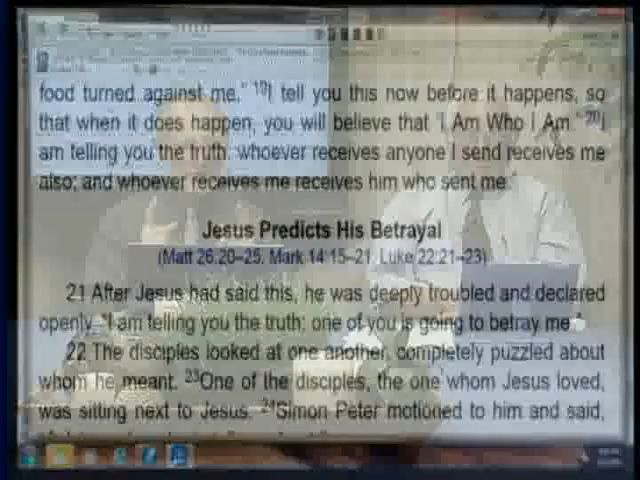 food turned against me." 19I tell you this now before it happens, so
that when it does happen, you will believe that 'I Am Who I Am.' 20I
am telling you the truth: whoever receives anyone I send receives me
also; and whoever receives me receives him who sent me."
Jesus Predicts His Betrayal
(Matt 26.20–25, Mark 14:15–21, Luke 22:21–23)
21 After Jesus had said this, he was deeply troubled and declared
openly, "I am telling you the truth: one of you is going to betray me."
22 The disciples looked at one another, completely puzzled about
whom he meant. 23One of the disciples, the one whom Jesus loved,
was sitting next to Jesus. 24Simon Peter motioned to him and said,